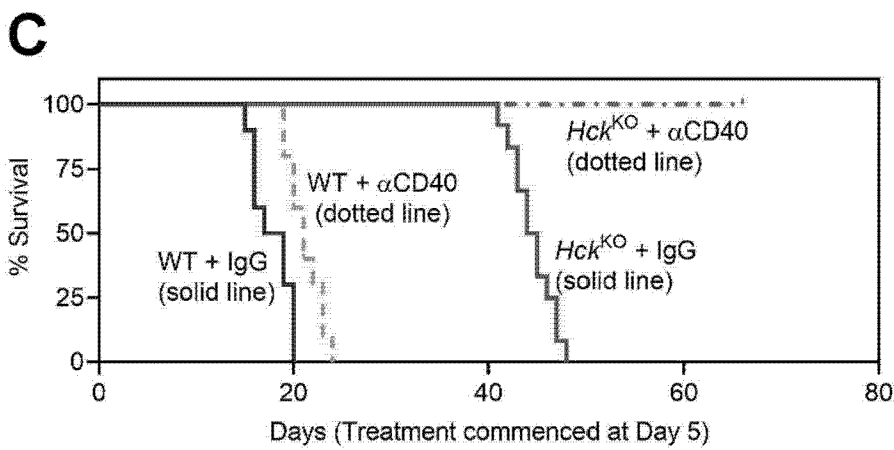 C
% Survival
100
75
50
25
0
0 20 40 60 80
Days (Treatment commenced at Day 5)
WT + IgG
(solid line)
WT + αCD40
(dotted line)
Hck^KO + αCD40
(dotted line)
Hck^KO + IgG
(solid line)